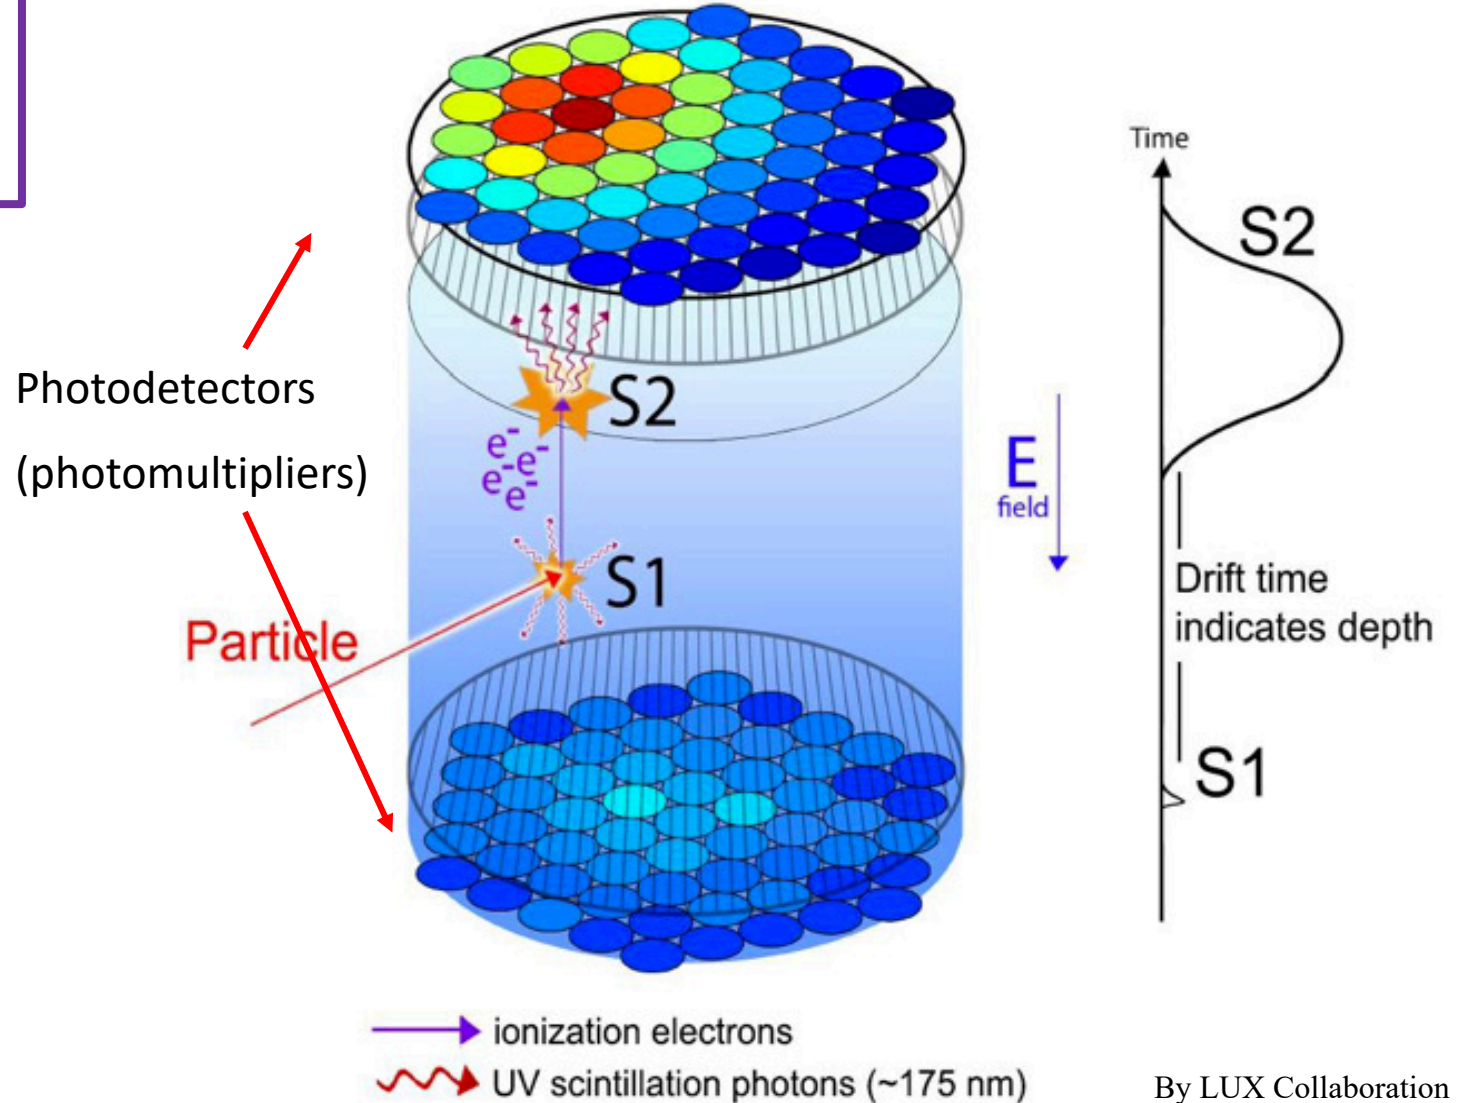 Time
S2
Photodetectors
(photomultipliers)
S2
e-
e-
e-
e-
E
field
S1
Drift time
indicates depth
Particle
S1
ionization electrons
UV scintillation photons (~175 nm)
By LUX Collaboration